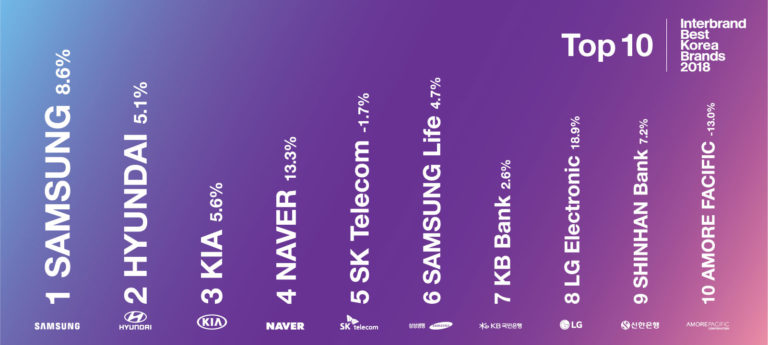 Top 10
Interbrand
Best
Korea
Brands
2018
1 SAMSUNG 8.6%
2 HYUNDAI 5.1%
3 KIA 5.6%
4 NAVER 13.3%
5 SK Telecom -1.7%
6 SAMSUNG Life 4.7%
7 KB Bank 2.6%
8 LG Electronic 18.9%
9 SHINHAN Bank 7.2%
10 AMORE FACIFIC -13.0%
SAMSUNG
HYUNDAI
KIA
NAVER
SK telecom
삼성생명 SAMSUNG
KB 국민은행
LG
신한은행
AMOREPACIFIC
CORPORATION